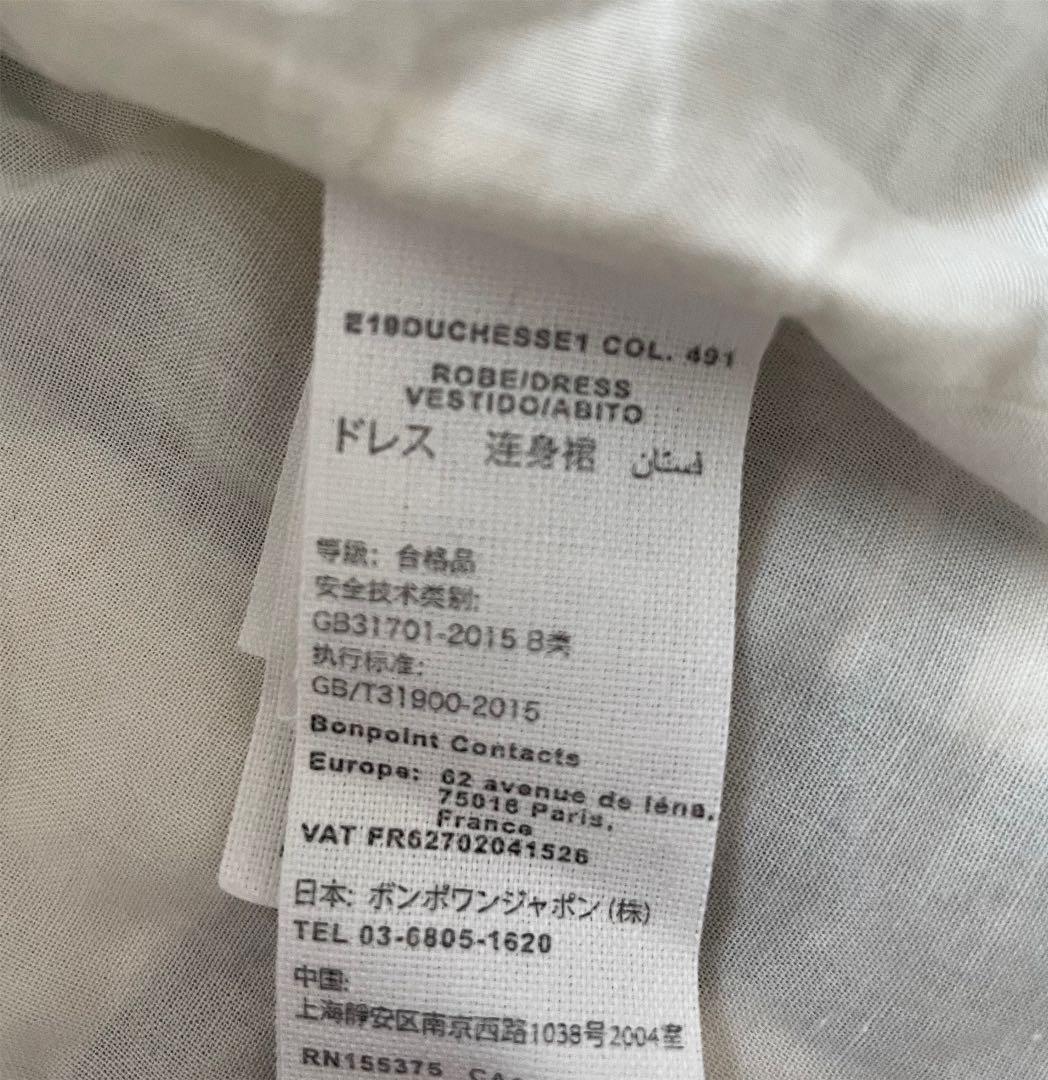 E19DUCHESSE1 COL. 491
ROBE/DRESS
VESTIDO/ABITO
ドレス 连身裙 فستان
等级: 合格品
安全技术类别:
GB31701-2015 B类
执行标准:
GB/T31900-2015
Bonpoint Contacts
Europe: 62 avenue de Iéna,
75016 Paris,
France
VAT FR62702041526
日本: ボンポワンジャポン (株)
TEL 03-6805-1620
中国:
上海静安区南京西路1038号2004室
RN155375